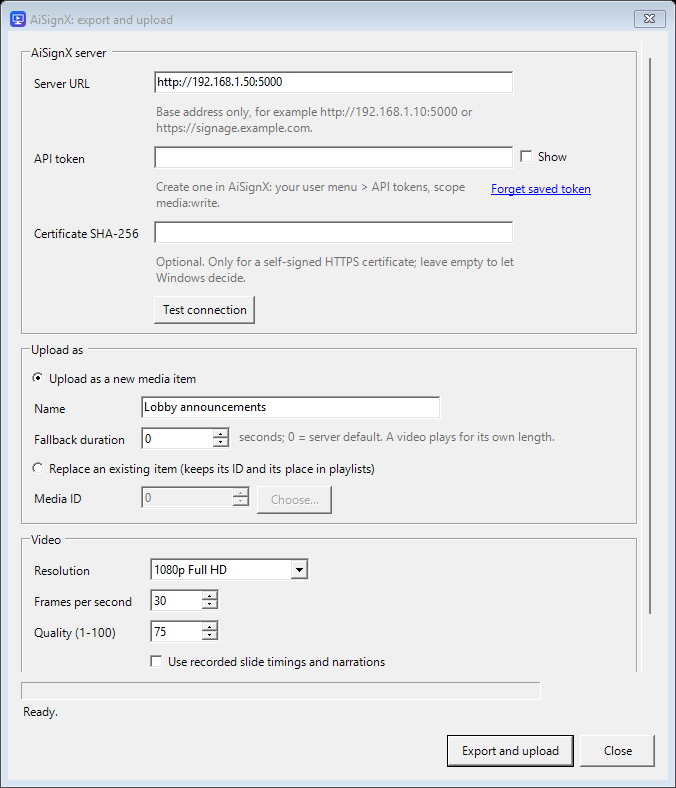 AiSignX: export and upload
AiSignX server
Server URL
http://192.168.1.50:5000
Base address only, for example http://192.168.1.10:5000 or
https://signage.example.com.
API token
Show
Create one in AiSignX: your user menu > API tokens, scope
media:write.
Forget saved token
Certificate SHA-256
Optional. Only for a self-signed HTTPS certificate; leave empty to let
Windows decide.
Test connection
Upload as
Upload as a new media item
Name
Lobby announcements
Fallback duration
0
seconds; 0 = server default. A video plays for its own length.
Replace an existing item (keeps its ID and its place in playlists)
Media ID
0
Choose...
Video
Resolution
1080p Full HD
Frames per second
30
Quality (1-100)
75
Use recorded slide timings and narrations
Ready.
Export and upload
Close